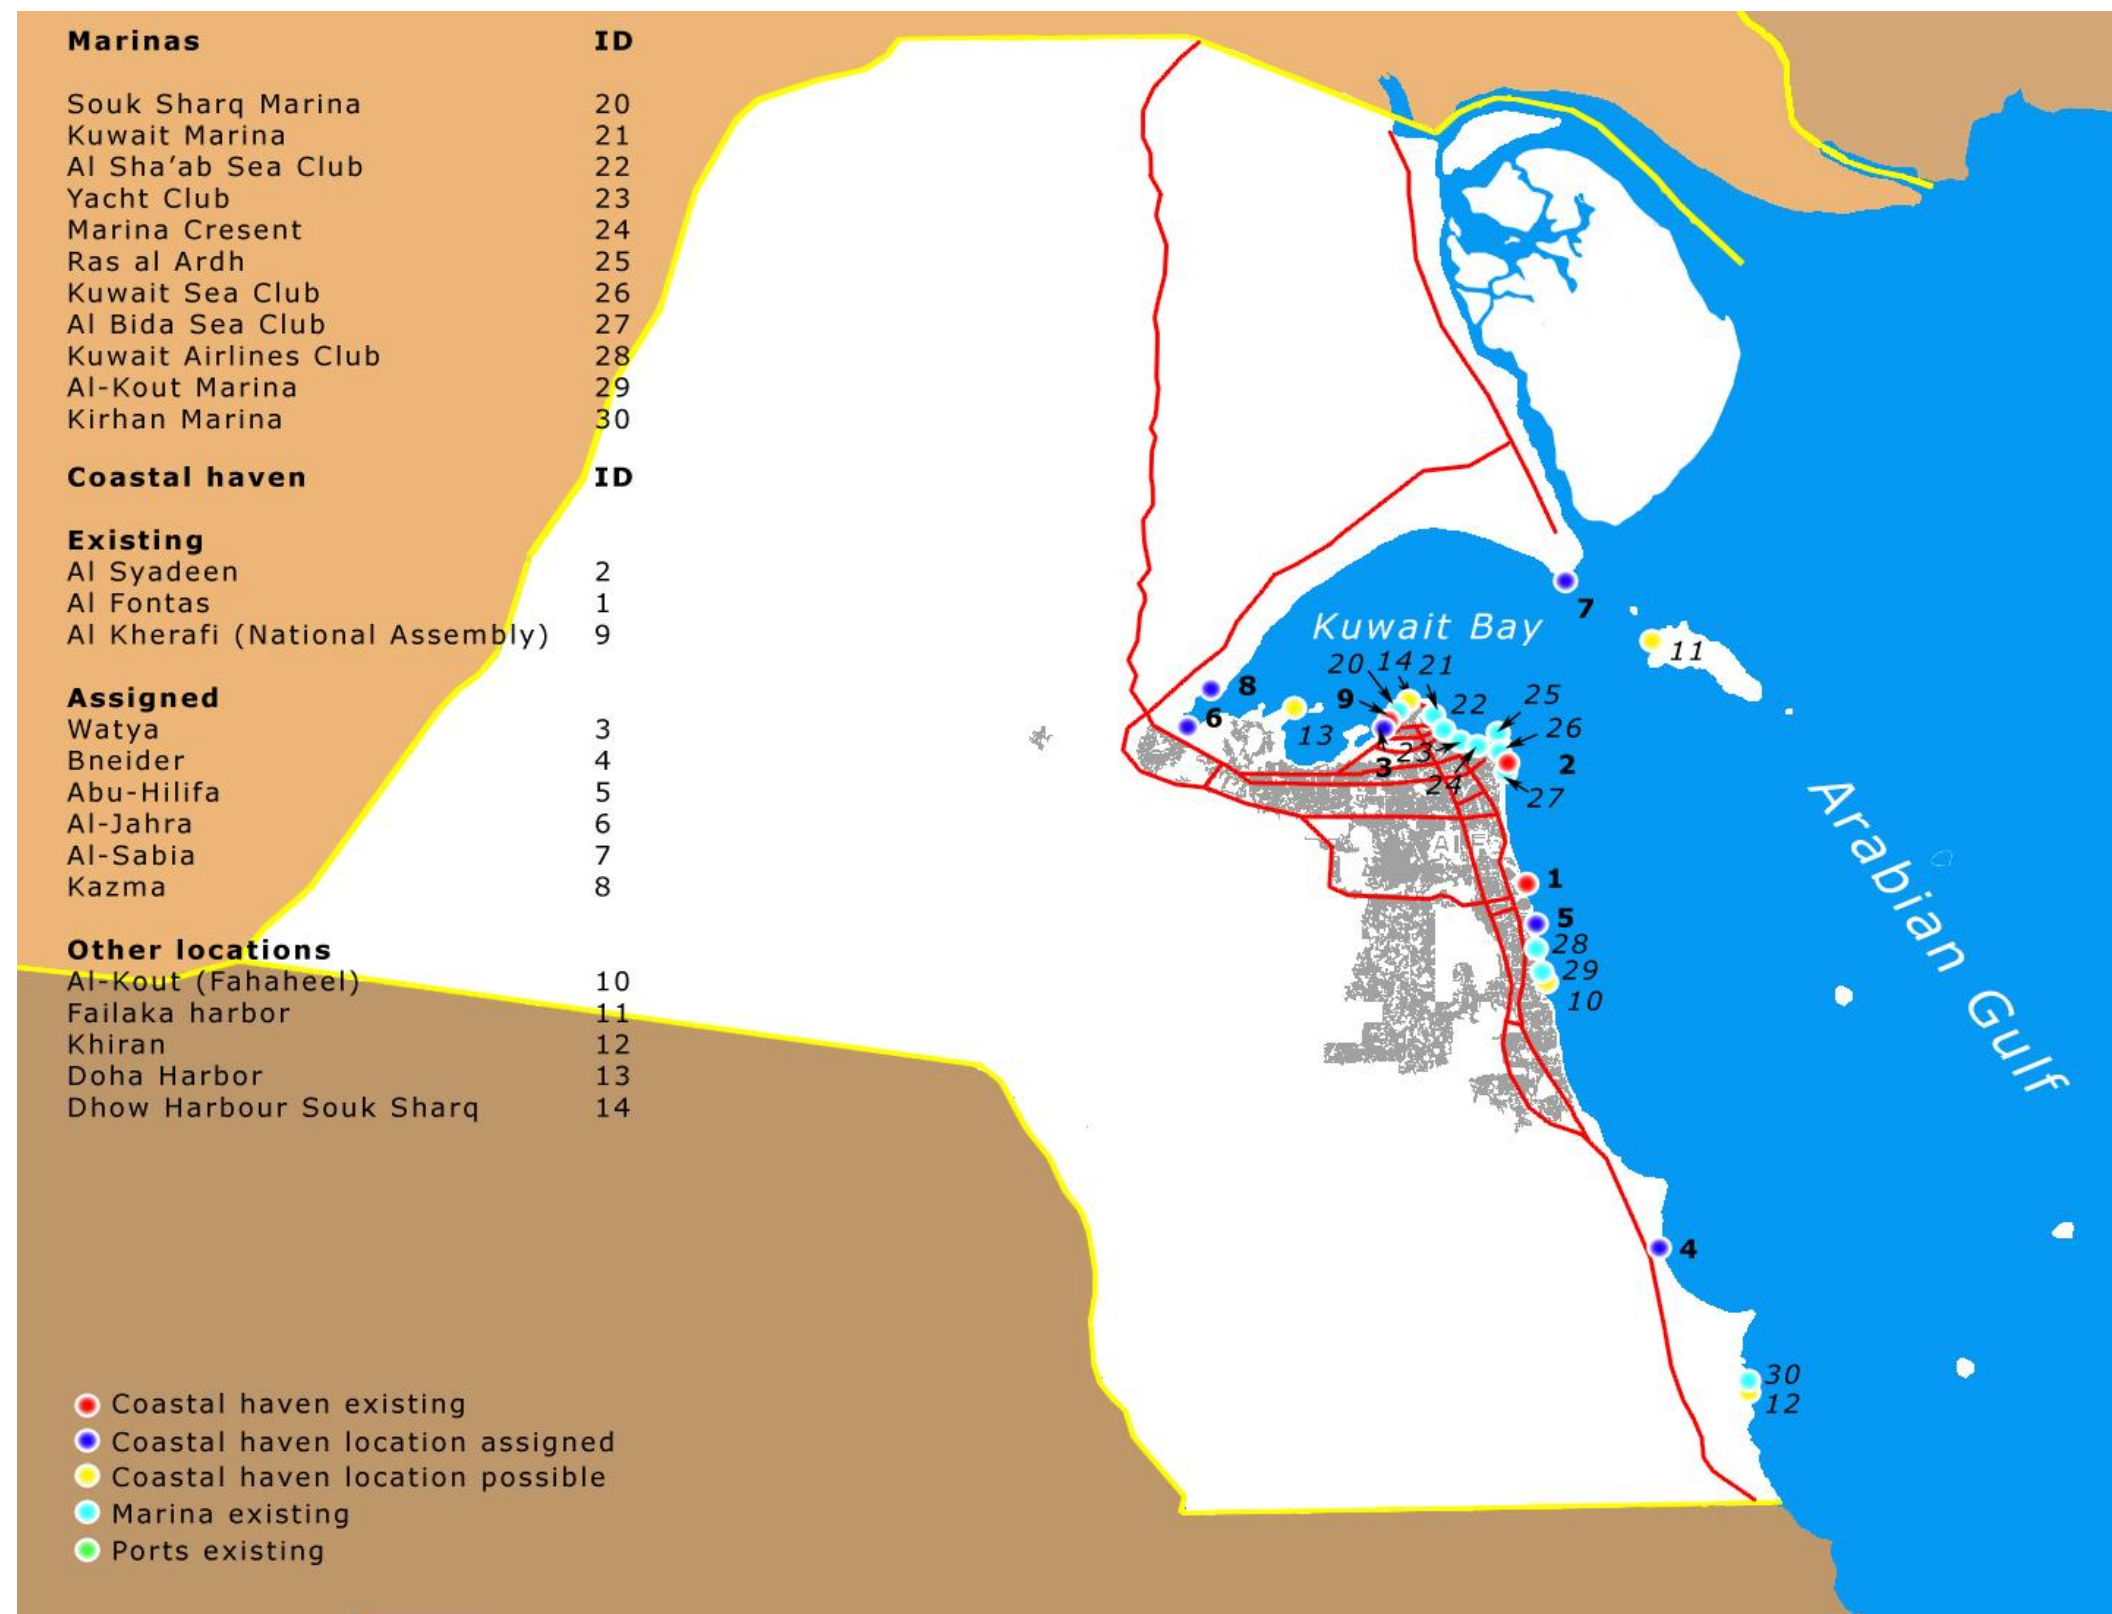 Marinas ID
Souk Sharq Marina 20
Kuwait Marina 21
Al Sha’ab Sea Club 22
Yacht Club 23
Marina Cresent 24
Ras al Ardh 25
Kuwait Sea Club 26
Al Bida Sea Club 27
Kuwait Airlines Club 28
Al-Kout Marina 29
Kirhan Marina 30
Coastal haven ID
Existing
Al Syadeen 2
Al Fontas 1
Al Kherafi (National Assembly) 9
Assigned
Watya 3
Bneider 4
Abu-Hilifa 5
Al-Jahra 6
Al-Sabia 7
Kazma 8
Other locations
Al-Kout (Fahaheel) 10
Failaka harbor 11
Khiran 12
Doha Harbor 13
Dhow Harbour Souk Sharq 14
Coastal haven existing
Coastal haven location assigned
Coastal haven location possible
Marina existing
Ports existing
7
Kuwait Bay
11
20 14 21
8
9
22
25
6
13
26
3
23
2
24
27
Arabian Gulf
1
5
28
29
10
4
30
12